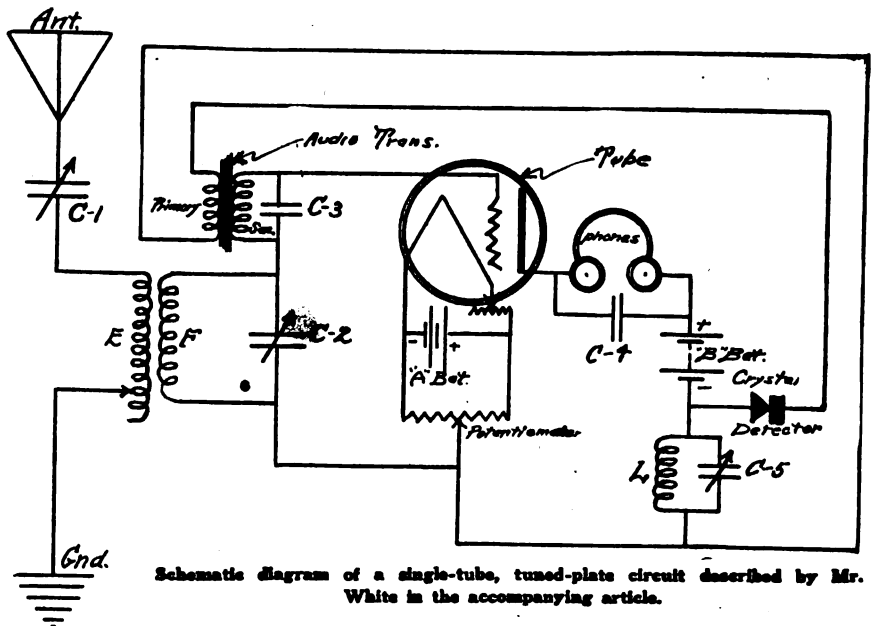 Ant.
Audio Trans.
Tube
Primary
Sec.
C-3
C-1
phones
E
F
C-2
C-4
+
"B" Bat.
-
- +
"A" Bat.
Crystal
Detector
Potentiometer
L
C-5
Gnd.
Schematic diagram of a single-tube, tuned-plate circuit described by Mr.
White in the accompanying article.